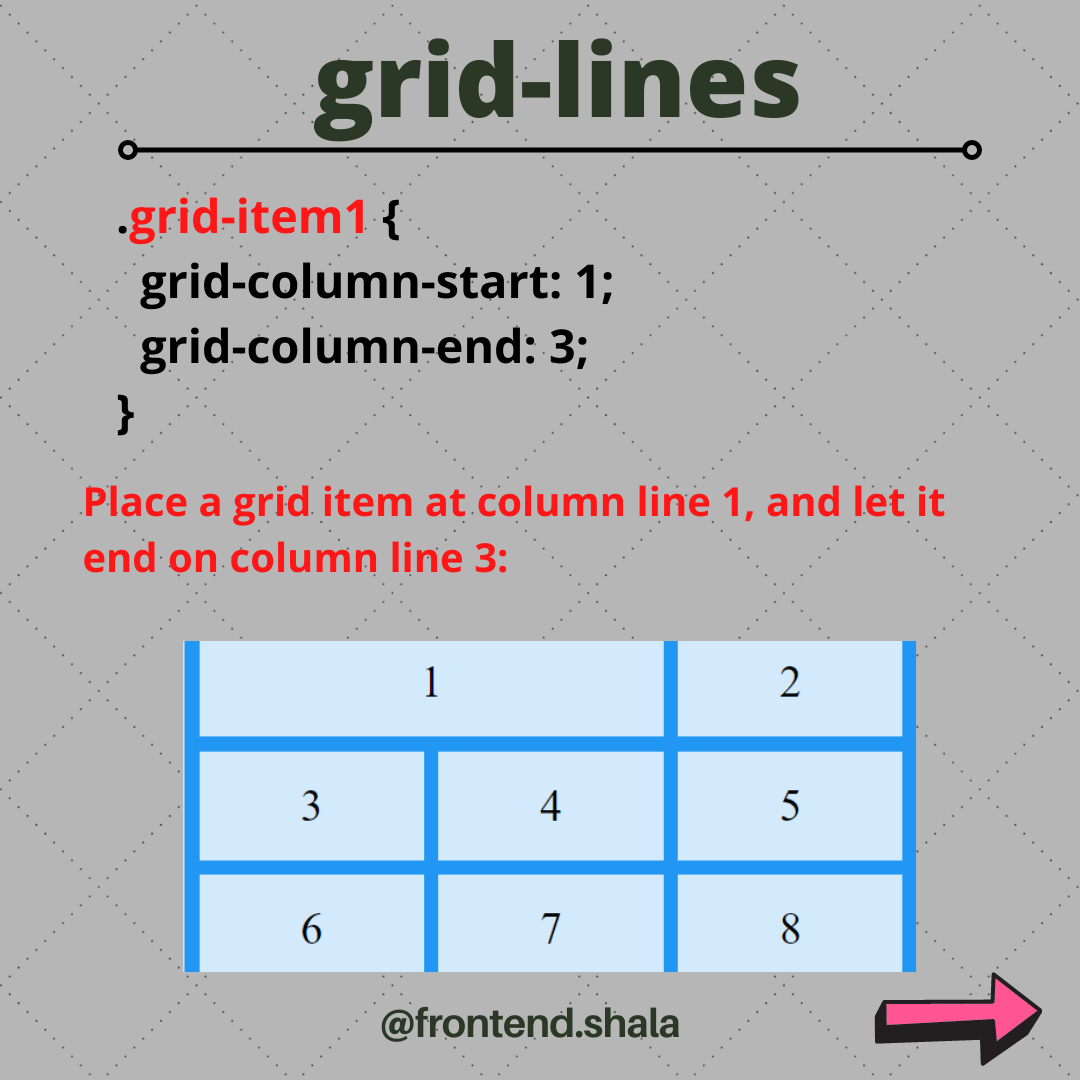 grid-lines
.grid-item1 {
grid-column-start: 1;
grid-column-end: 3;
}
Place a grid item at column line 1, and let it
end on column line 3:
1 2
3 4 5
6 7 8
@frontend.shala